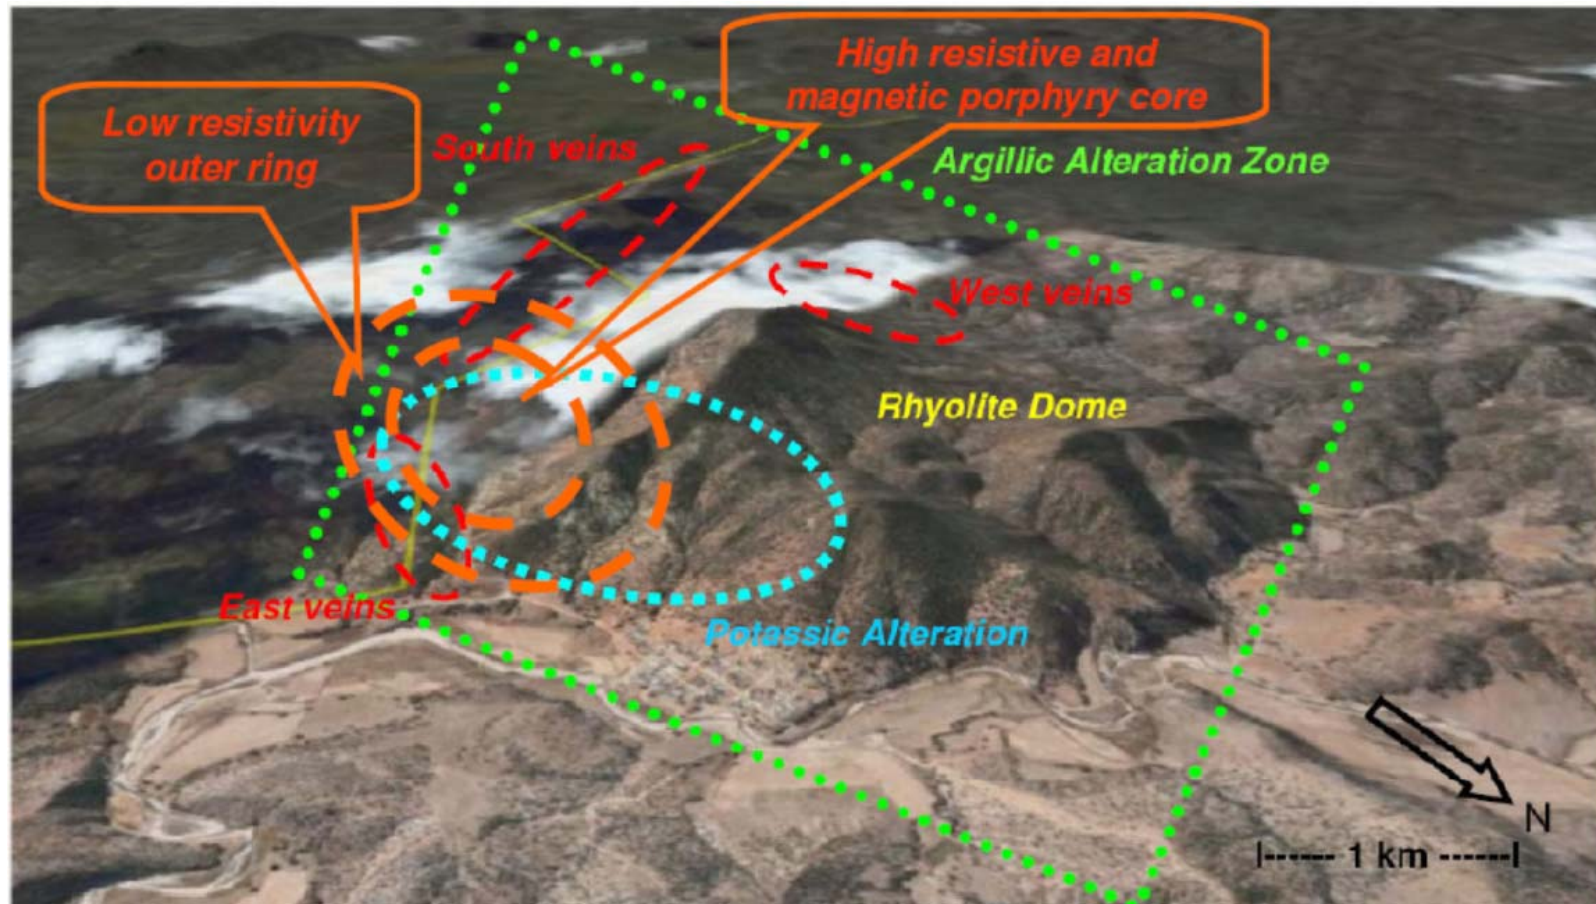 High resistive and
magnetic porphyry core
Low resistivity
outer ring
South veins
Argillic Alteration Zone
West veins
Rhyolite Dome
East veins
Potassic Alteration
N
1 km